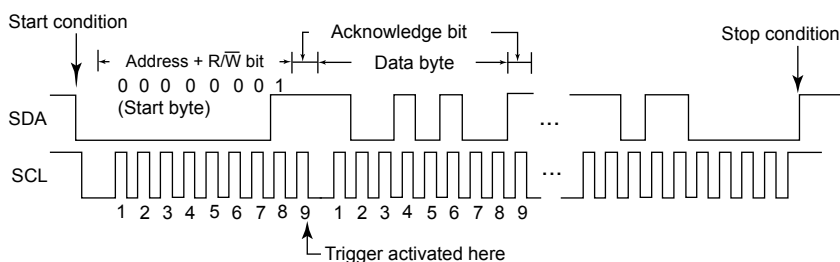 Start condition
Acknowledge bit
Stop condition
Address + R/W̅ bit
Data byte
0 0 0 0 0 0 0 1
(Start byte)
SDA
...
SCL
...
1 2 3 4 5 6 7 8 9 1 2 3 4 5 6 7 8 9
Trigger activated here